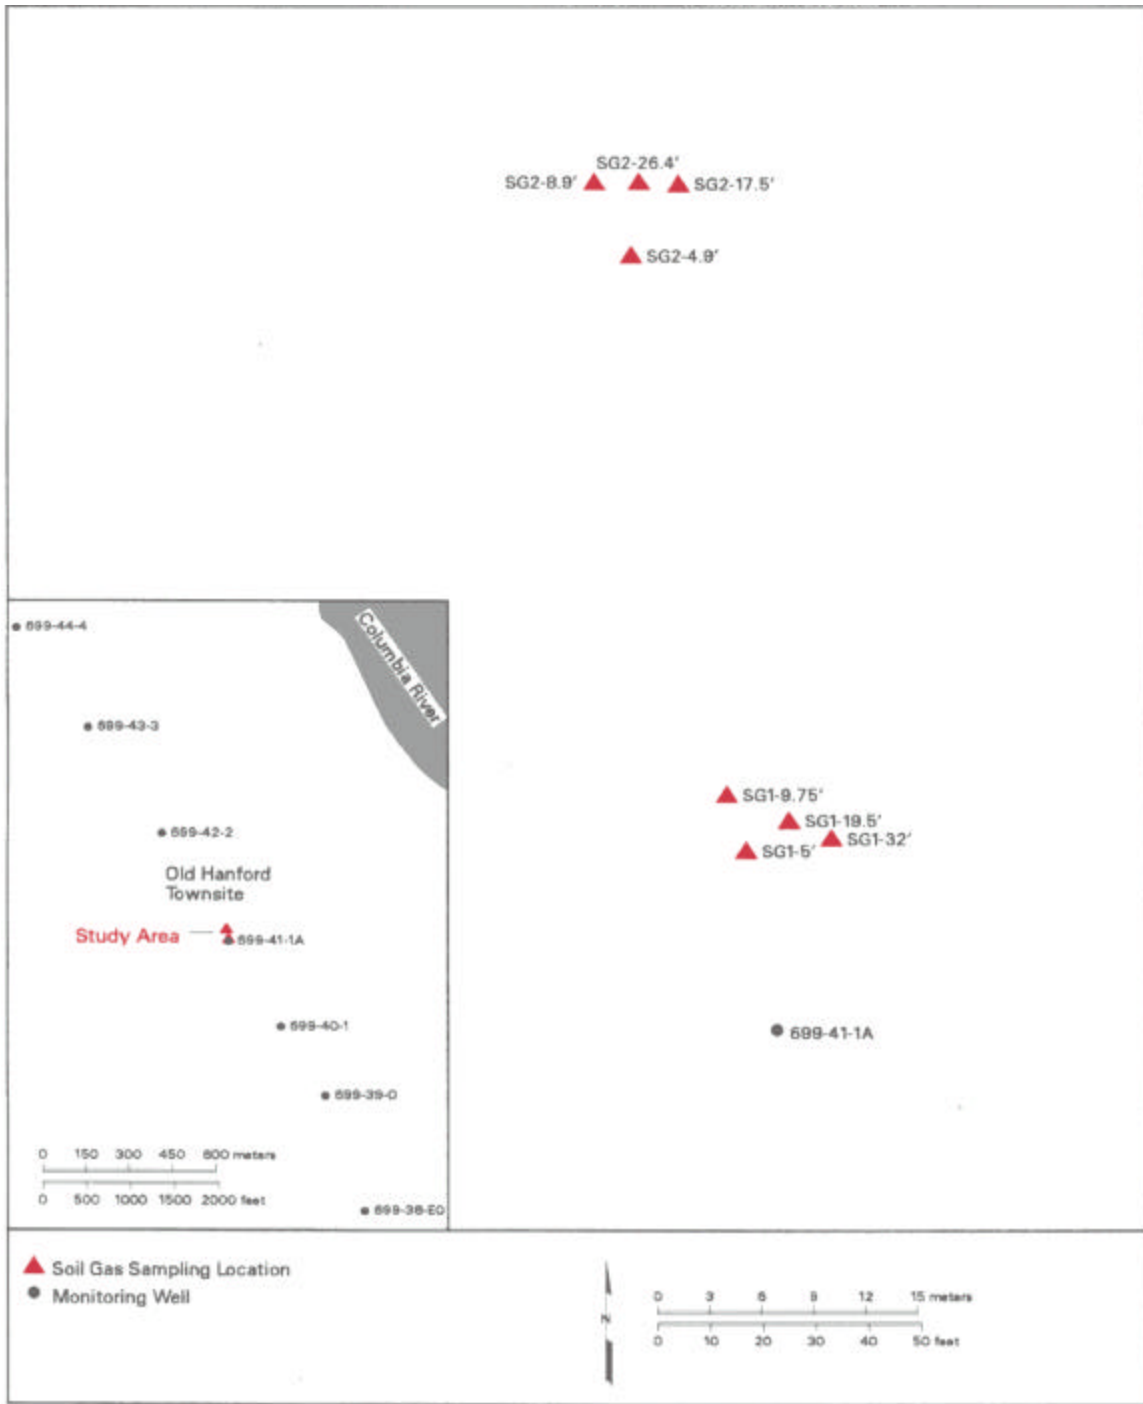 SG2-26.4'
SG2-8.9'
SG2-17.5'
SG2-4.9'
Columbia River
699-44-4
699-43-3
699-42-2
Old Hanford
Townsite
Study Area
699-41-1A
699-40-1
699-39-0
0 150 300 450 600 meters
0 500 1000 1500 2000 feet
699-38-E0
SG1-9.75'
SG1-19.5'
SG1-32'
SG1-5'
699-41-1A
Soil Gas Sampling Location
Monitoring Well
N
0 3 6 9 12 15 meters
0 10 20 30 40 50 feet